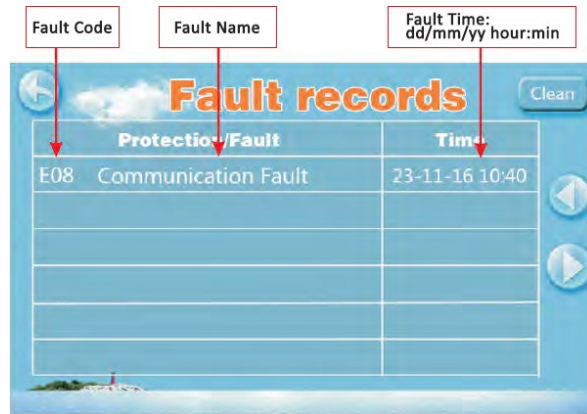 Fault Code
Fault Name
Fault Time:
dd/mm/yy hour:min
Fault records
Clean
Protection/Fault
Time
E08 Communication Fault
23-11-16 10:40